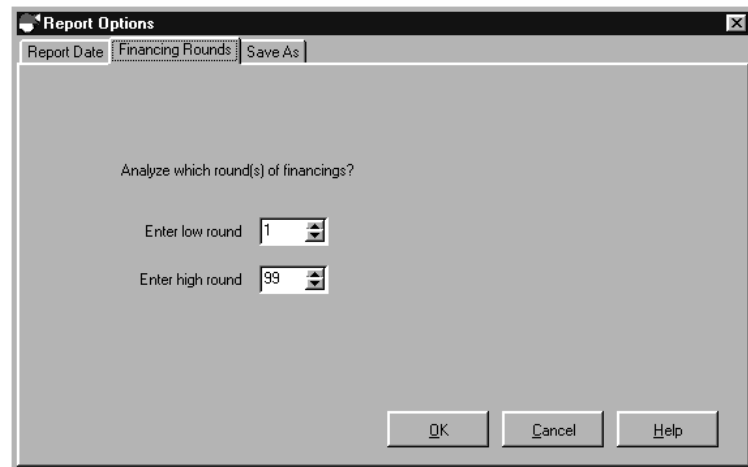 Report Options
Report Date Financing Rounds Save As
Analyze which round(s) of financings?
Enter low round 1
Enter high round 99
OK Cancel Help